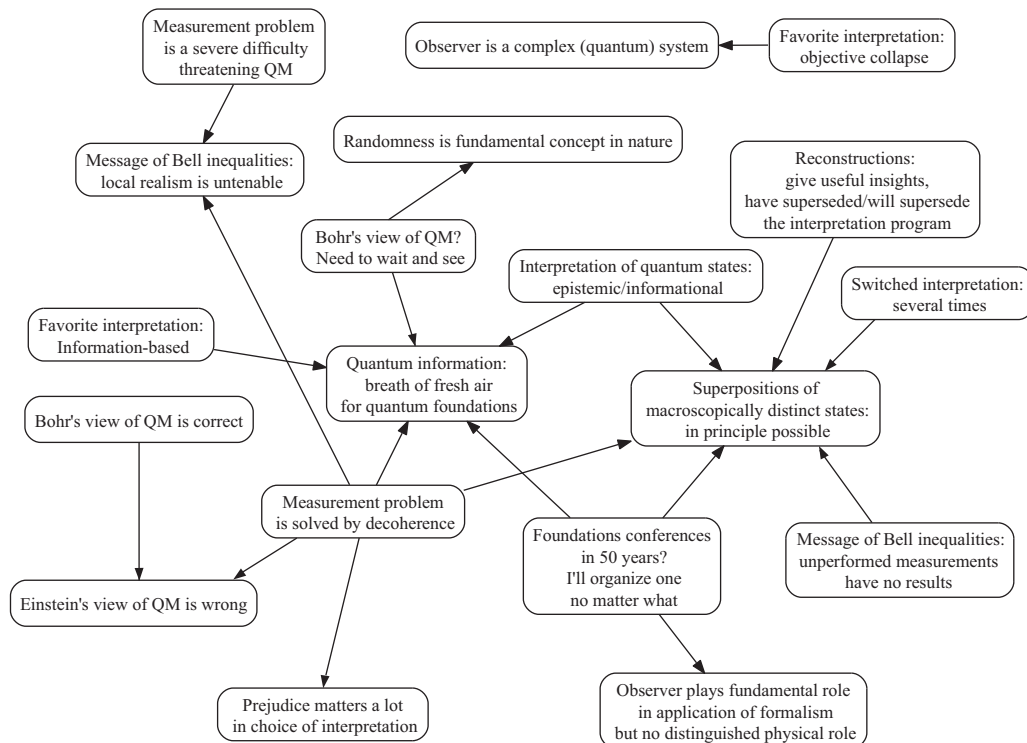 Measurement problem
is a severe difficulty
threatening QM
Observer is a complex (quantum) system
Favorite interpretation:
objective collapse
Randomness is fundamental concept in nature
Message of Bell inequalities:
local realism is untenable
Reconstructions:
give useful insights,
have superseded/will supersede
the interpretation program
Bohr's view of QM?
Need to wait and see
Interpretation of quantum states:
epistemic/informational
Switched interpretation:
several times
Favorite interpretation:
Information-based
Quantum information:
breath of fresh air
for quantum foundations
Superpositions of
macroscopically distinct states:
in principle possible
Bohr's view of QM is correct
Measurement problem
is solved by decoherence
Foundations conferences
in 50 years?
I'll organize one
no matter what
Message of Bell inequalities:
unperformed measurements
have no results
Einstein's view of QM is wrong
Prejudice matters a lot
in choice of interpretation
Observer plays fundamental role
in application of formalism
but no distinguished physical role